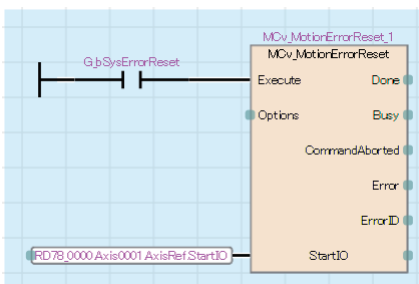 MCv_MotionErrorReset_1
G_bSysErrorReset
MCv_MotionErrorReset
Execute Done
Options Busy
CommandAborted
Error
ErrorID
RD78_0000.Axis0001.AxisRef.StartIO StartIO